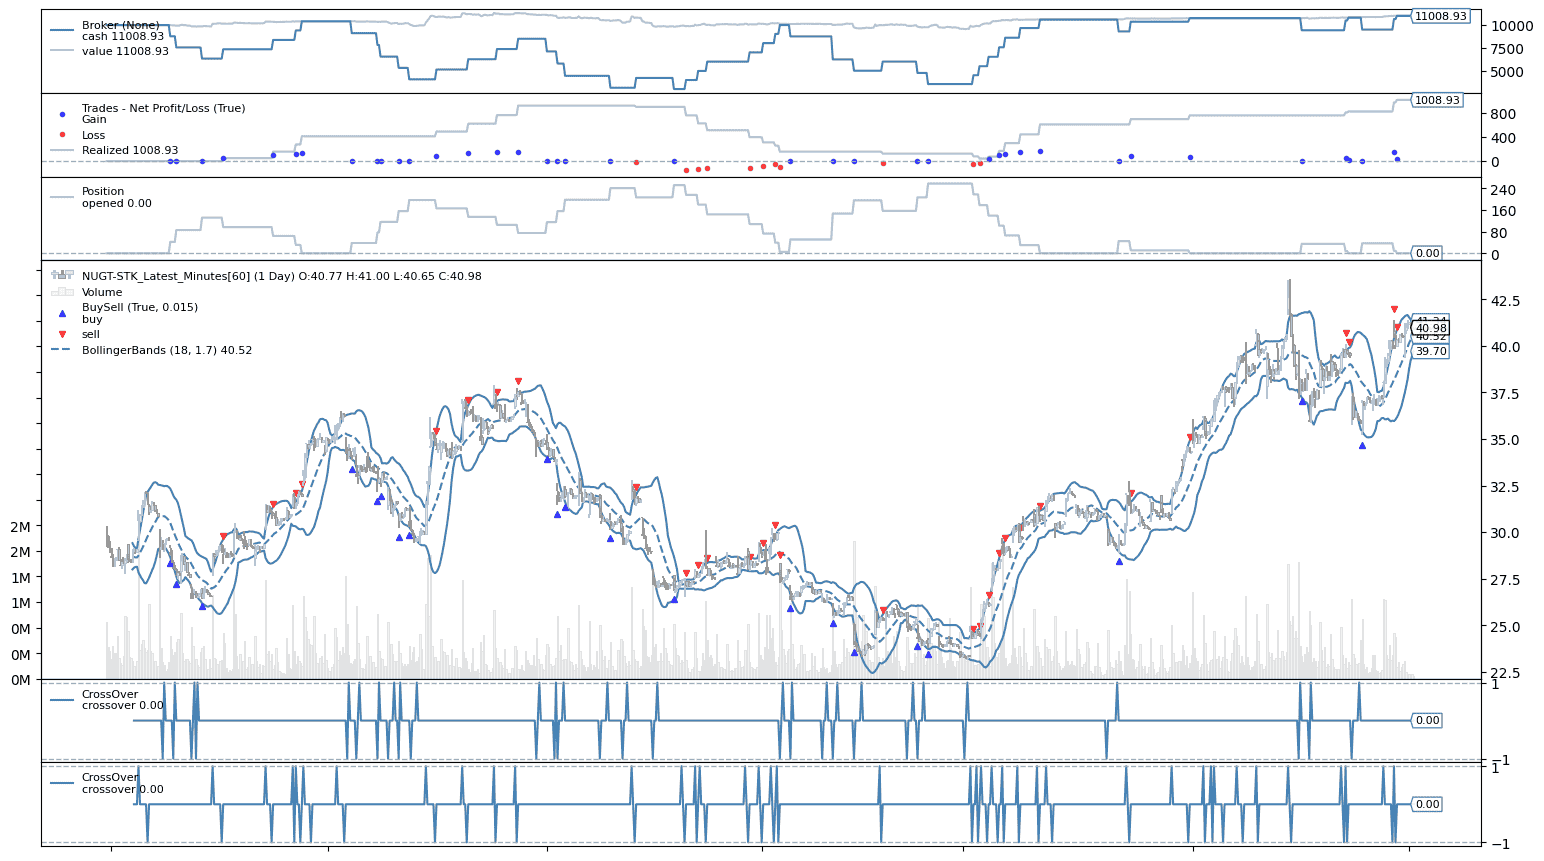 Broker (None)
cash 11008.93
value 11008.93
11008.93
10000
7500
5000
Trades - Net Profit/Loss (True)
Gain
Loss
Realized 1008.93
1008.93
800
400
0
Position
opened 0.00
240
160
80
0
0.00
NUGT-STK_Latest_Minutes[60] (1 Day) O:40.77 H:41.00 L:40.65 C:40.98
Volume
BuySell (True, 0.015)
buy
sell
BollingerBands (18, 1.7) 40.52
42.5
41.34
40.98
40.52
39.70
40.0
37.5
35.0
32.5
30.0
27.5
25.0
22.5
2M
2M
1M
1M
0M
0M
0M
CrossOver
crossover 0.00
1
0.00
−1
CrossOver
crossover 0.00
1
0.00
−1